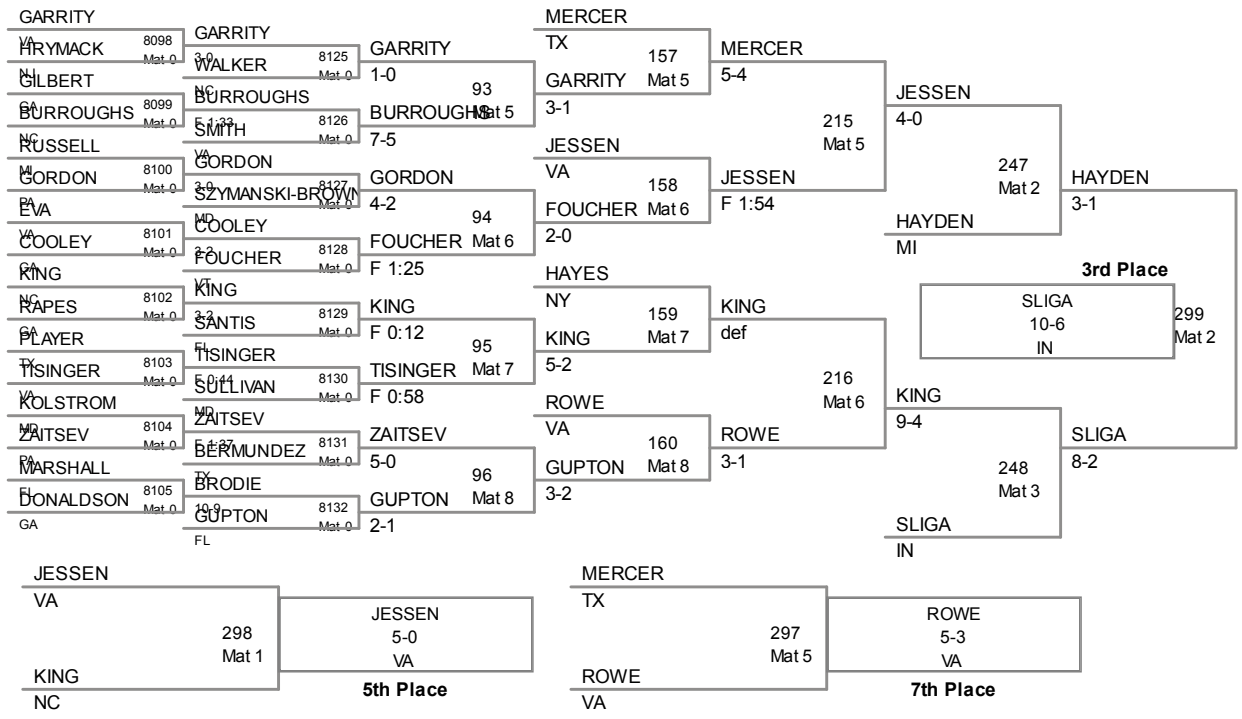 GARRITY
VA
HRYMACK
NJ
8098
Mat 0
GILBERT
GA
BURROUGHS
NC
8099
Mat 0
RUSSELL
MI
GORDON
PA
8100
Mat 0
EVA
VA
COOLEY
GA
8101
Mat 0
KING
NC
RAPES
GA
8102
Mat 0
PLAYER
TX
TISINGER
VA
8103
Mat 0
KOLSTROM
MD
ZAITSEV
PA
8104
Mat 0
MARSHALL
FL
DONALDSON
GA
8105
Mat 0
GARRITY
3-0
WALKER
NC
8125
Mat 0
BURROUGHS
F 1:33
SMITH
VA
8126
Mat 0
GORDON
3-0
SZYMANSKI-BROWN
MD
8127
Mat 0
COOLEY
3-2
FOUCHER
VT
8128
Mat 0
KING
3-2
SANTIS
FL
8129
Mat 0
TISINGER
F 0:44
SULLIVAN
MD
8130
Mat 0
ZAITSEV
F 1:37
BERMUNDEZ
TX
8131
Mat 0
BRODIE
10-9
GUPTON
FL
8132
Mat 0
GARRITY
1-0
BURROUGHS
7-5
93
Mat 5
GORDON
4-2
FOUCHER
F 1:25
94
Mat 6
KING
F 0:12
TISINGER
F 0:58
95
Mat 7
ZAITSEV
5-0
GUPTON
2-1
96
Mat 8
MERCER
TX
GARRITY
3-1
157
Mat 5
JESSEN
VA
FOUCHER
2-0
158
Mat 6
HAYES
NY
KING
5-2
159
Mat 7
ROWE
VA
GUPTON
3-2
160
Mat 8
MERCER
5-4
JESSEN
F 1:54
215
Mat 5
KING
def
ROWE
3-1
216
Mat 6
JESSEN
4-0
HAYDEN
MI
247
Mat 2
KING
9-4
SLIGA
IN
248
Mat 3
HAYDEN
3-1
SLIGA
8-2
3rd Place
SLIGA
10-6
IN
299
Mat 2
JESSEN
VA
KING
NC
298
Mat 1
JESSEN
5-0
VA
5th Place
MERCER
TX
ROWE
VA
297
Mat 5
ROWE
5-3
VA
7th Place